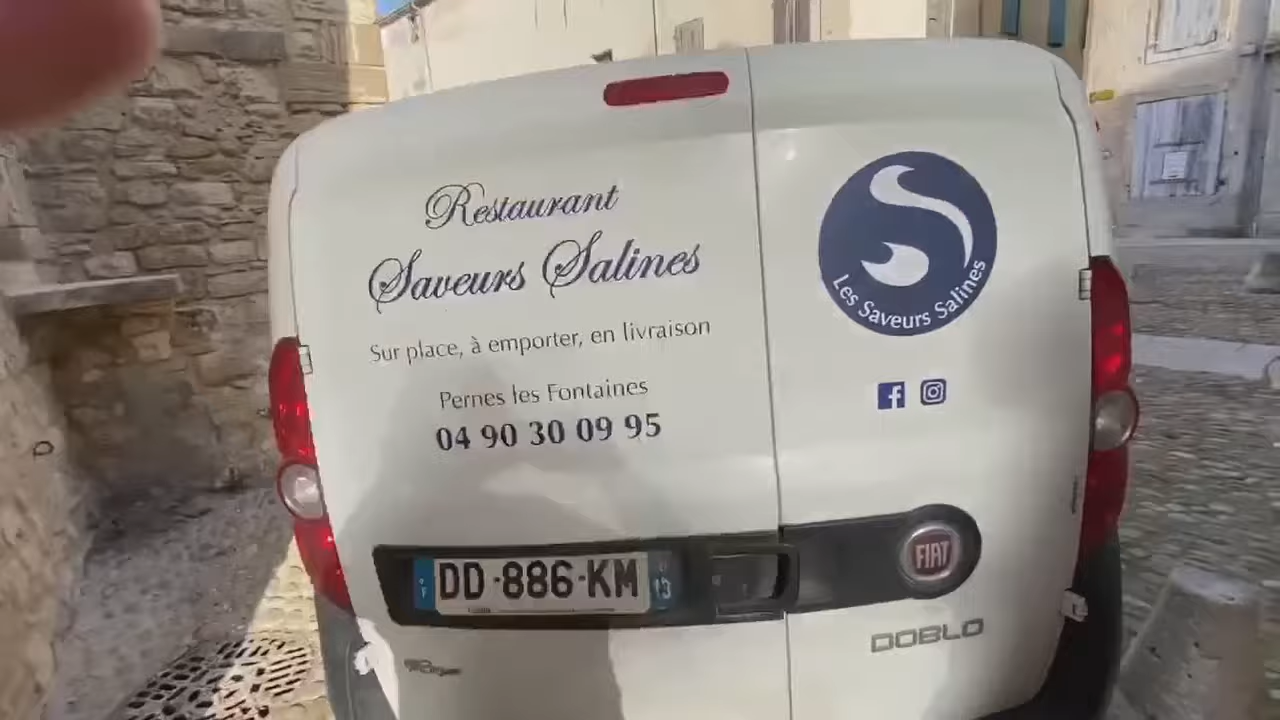 Restaurant
Saveurs Salines
Sur place, à emporter, en livraison
Pernes les Fontaines
04 90 30 09 95
Les Saveurs Salines
FIAT
F DD-886-KM 13
DOBLO